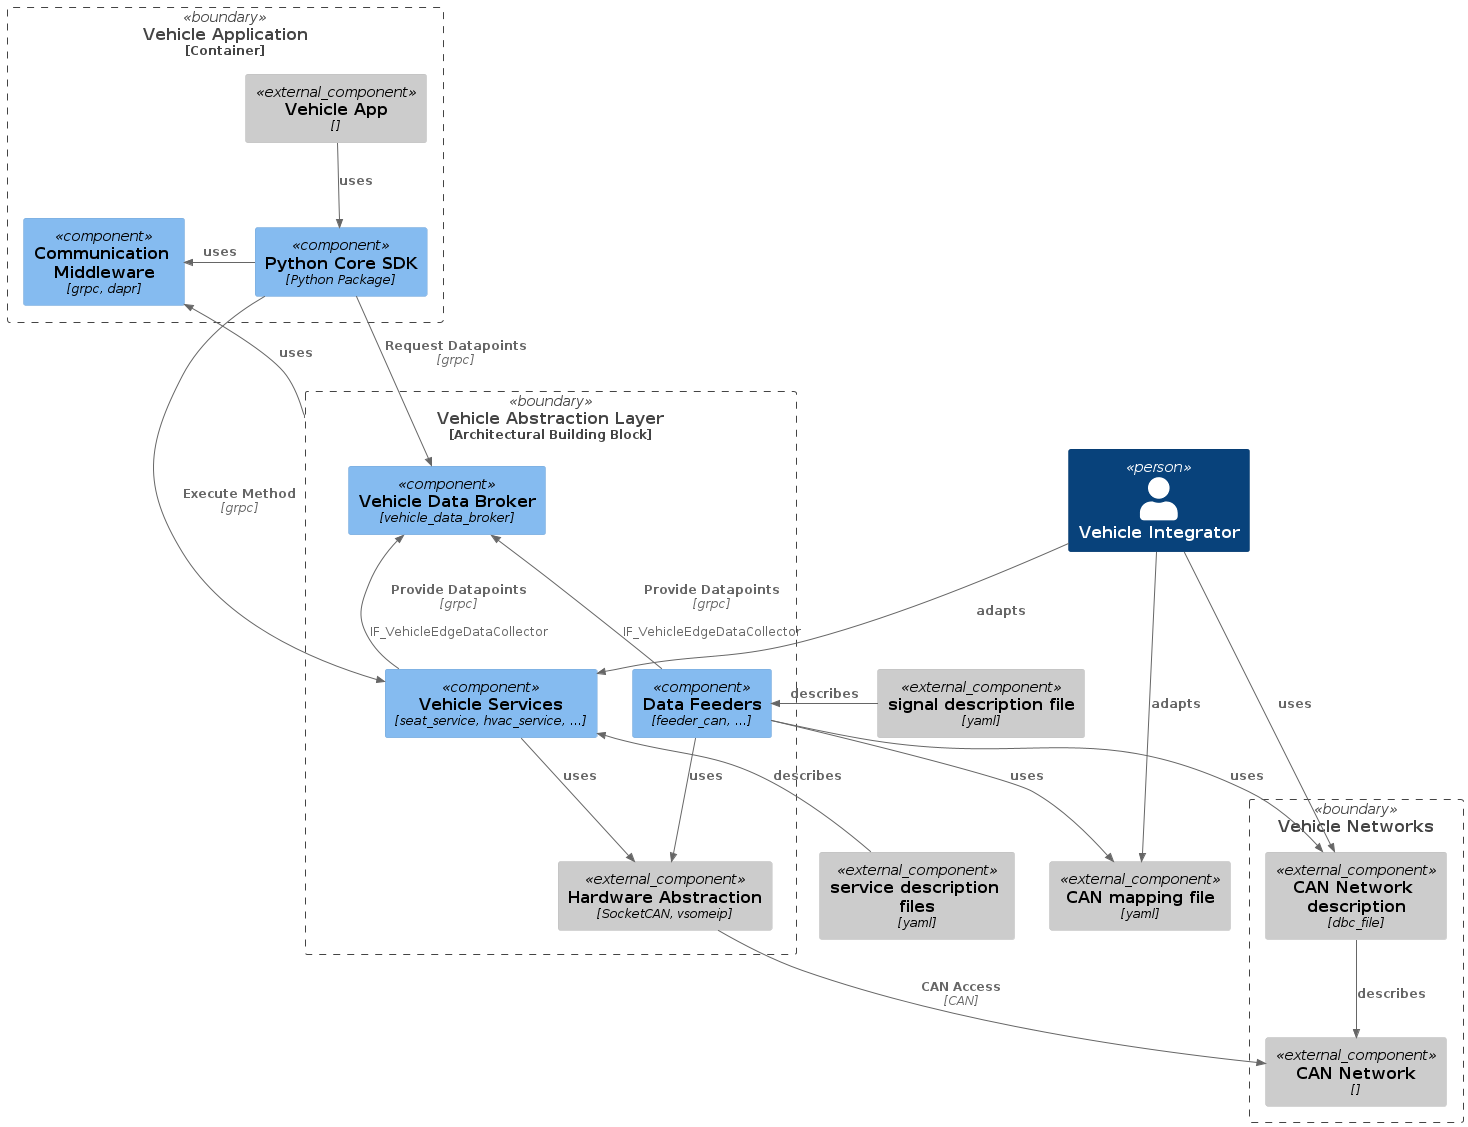 «boundary»
Vehicle Application
[Container]
«external_component»
Vehicle App
[]
uses
«component»
Communication
Middleware
[grpc, dapr]
uses
«component»
Python Core SDK
[Python Package]
uses
Request Datapoints
[grpc]
Execute Method
[grpc]
«boundary»
Vehicle Abstraction Layer
[Architectural Building Block]
«component»
Vehicle Data Broker
[vehicle_data_broker]
«person»
Vehicle Integrator
Provide Datapoints
[grpc]
IF_VehicleEdgeDataCollector
Provide Datapoints
[grpc]
IF_VehicleEdgeDataCollector
adapts
«component»
Vehicle Services
[seat_service, hvac_service, ...]
«component»
Data Feeders
[feeder_can, ...]
describes
«external_component»
signal description file
[yaml]
adapts
uses
uses
uses
describes
uses
uses
«external_component»
Hardware Abstraction
[SocketCAN, vsomeip]
«external_component»
service description
files
[yaml]
«external_component»
CAN mapping file
[yaml]
«boundary»
Vehicle Networks
«external_component»
CAN Network
description
[dbc_file]
CAN Access
[CAN]
describes
«external_component»
CAN Network
[]